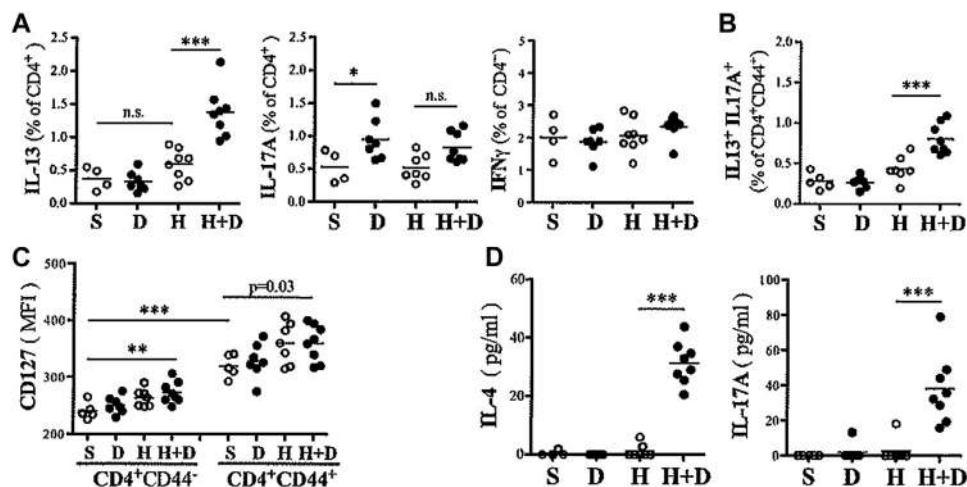 A
IL-13 (% of CD4⁺)
2.5
2.0
1.5
1.0
0.5
0.0
n.s.
***
S D H H+D
IL-17A (% of CD4⁺)
2.5
2.0
1.5
1.0
0.5
0.0
*
n.s.
S D H H+D
IFNγ (% of CD4⁻)
5
4
3
2
1
0
S D H H+D
B
IL13⁺ IL17A⁺
(% of CD4⁺CD44⁺)
2.0
1.0
0.0
***
S D H H+D
C
CD127 ( MFI)
500
400
300
200
***
**
p=0.03
S D H H+D S D H H+D
CD4⁺CD44⁻ CD4⁺CD44⁺
D
IL-4 ( pg/ml)
60
40
20
0
***
S D H H+D
IL-17A ( pg/ml)
100
80
60
40
20
0
***
S D H H+D